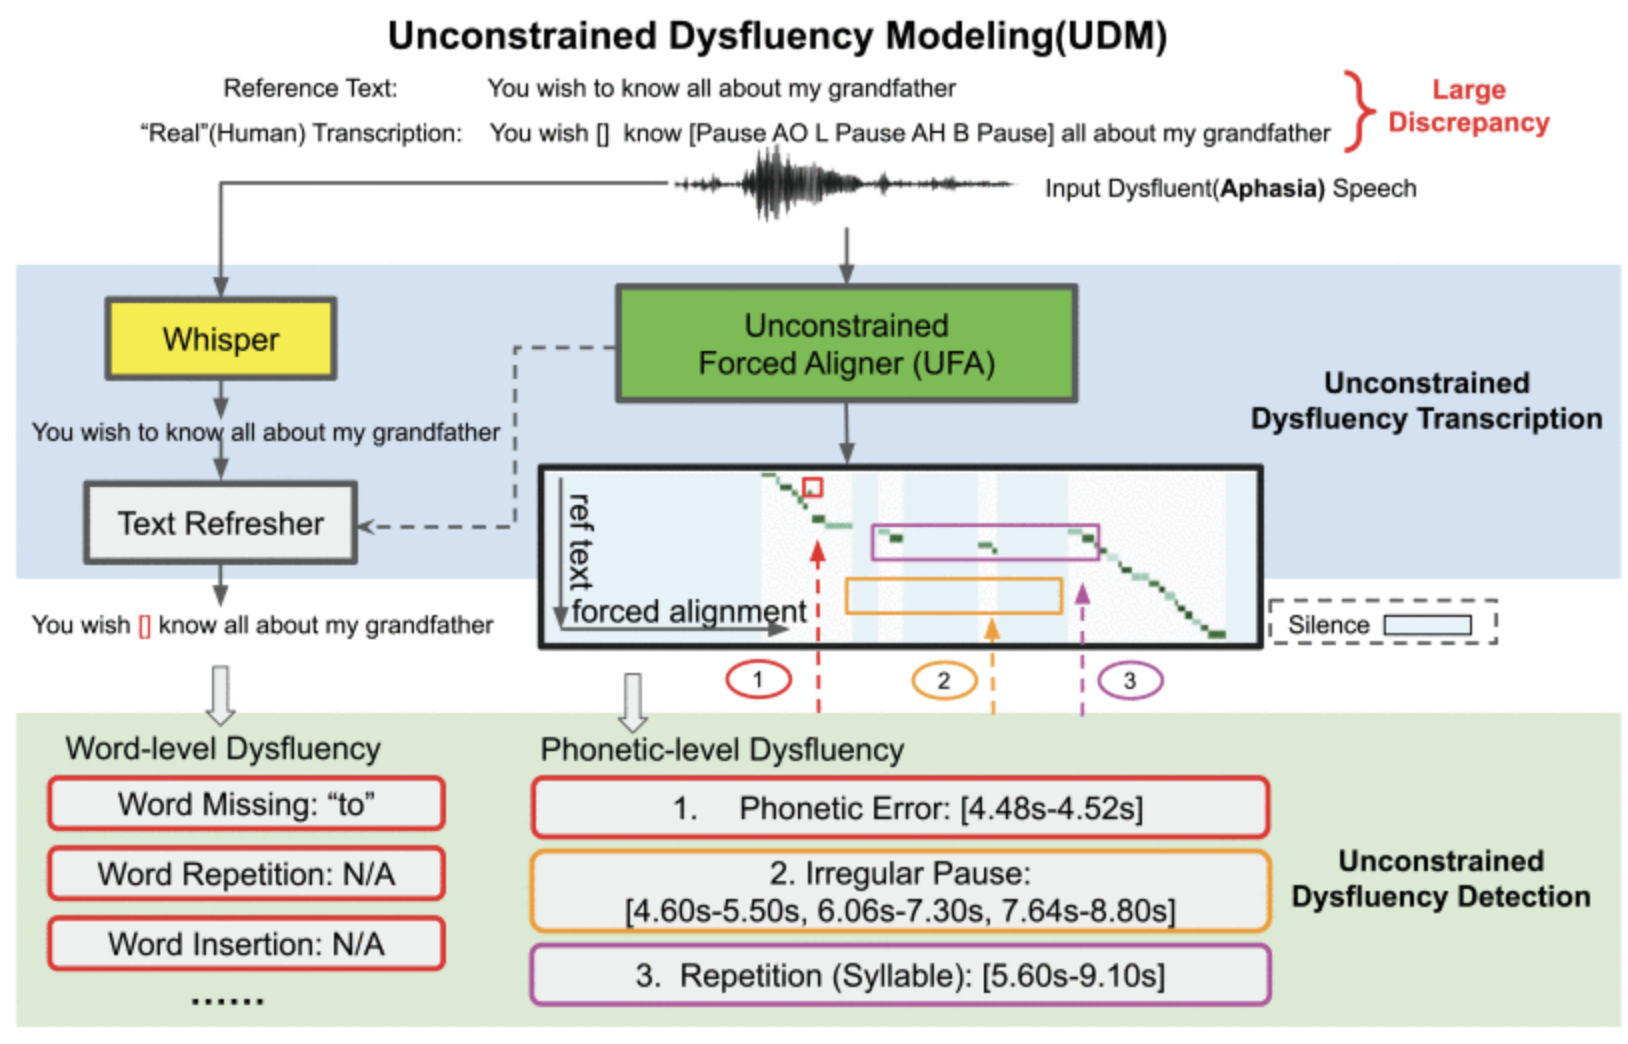 Unconstrained Dysfluency Modeling(UDM)
Reference Text: You wish to know all about my grandfather
“Real”(Human) Transcription: You wish [] know [Pause AO L Pause AH B Pause] all about my grandfather
Large
Discrepancy
Input Dysfluent(Aphasia) Speech
Whisper
Unconstrained
Forced Aligner (UFA)
Unconstrained
Dysfluency Transcription
You wish to know all about my grandfather
Text Refresher
ref text
forced alignment
You wish [] know all about my grandfather
Silence
1
2
3
Word-level Dysfluency
Word Missing: “to”
Word Repetition: N/A
Word Insertion: N/A
......
Phonetic-level Dysfluency
1. Phonetic Error: [4.48s-4.52s]
2. Irregular Pause:
[4.60s-5.50s, 6.06s-7.30s, 7.64s-8.80s]
3. Repetition (Syllable): [5.60s-9.10s]
Unconstrained
Dysfluency Detection